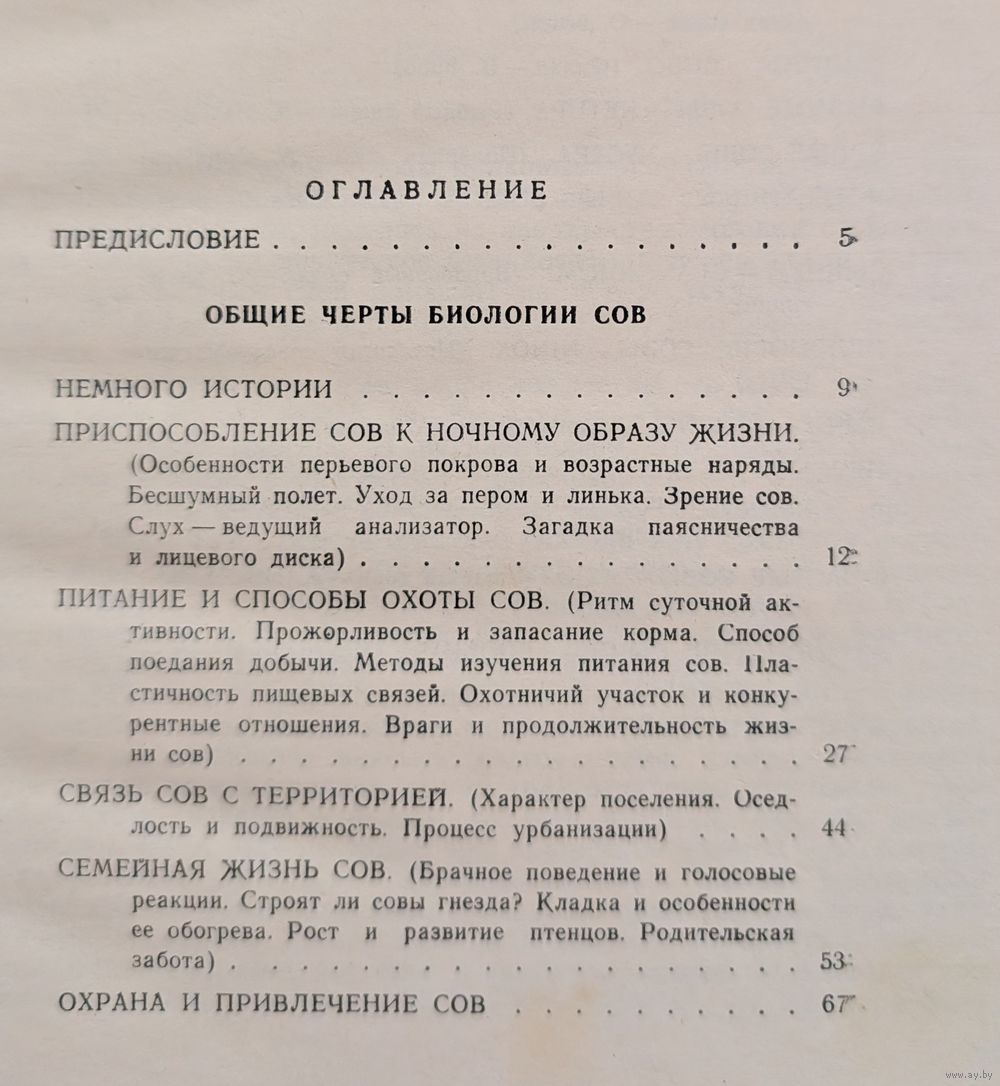 ОГЛАВЛЕНИЕ
ПРЕДИСЛОВИЕ . . . . . . . . . . . . . . . . . . 5
ОБЩИЕ ЧЕРТЫ БИОЛОГИИ СОВ
НЕМНОГО ИСТОРИИ . . . . . . . . . . . . . . . 9
ПРИСПОСОБЛЕНИЕ СОВ К НОЧНОМУ ОБРАЗУ ЖИЗНИ.
(Особенности перьевого покрова и возрастные наряды.
Бесшумный полет. Уход за пером и линька. Зрение сов.
Слух — ведущий анализатор. Загадка паясничества
и лицевого диска) . . . . . . . . . . . . . . . 12
ПИТАНИЕ И СПОСОБЫ ОХОТЫ СОВ. (Ритм суточной ак-
тивности. Прожорливость и запасание корма. Способ
поедания добычи. Методы изучения питания сов. Пла-
стичность пищевых связей. Охотничий участок и конку-
рентные отношения. Враги и продолжительность жиз-
ни сов) . . . . . . . . . . . . . . . . . . . 27
СВЯЗЬ СОВ С ТЕРРИТОРИЕЙ. (Характер поселения. Осед-
лость и подвижность. Процесс урбанизации) . . . . 44
СЕМЕЙНАЯ ЖИЗНЬ СОВ. (Брачное поведение и голосовые
реакции. Строят ли совы гнезда? Кладка и особенности
ее обогрева. Рост и развитие птенцов. Родительская
забота) . . . . . . . . . . . . . . . . . . . 53
ОХРАНА И ПРИВЛЕЧЕНИЕ СОВ . . . . . . . . . . 67
www.ay.by